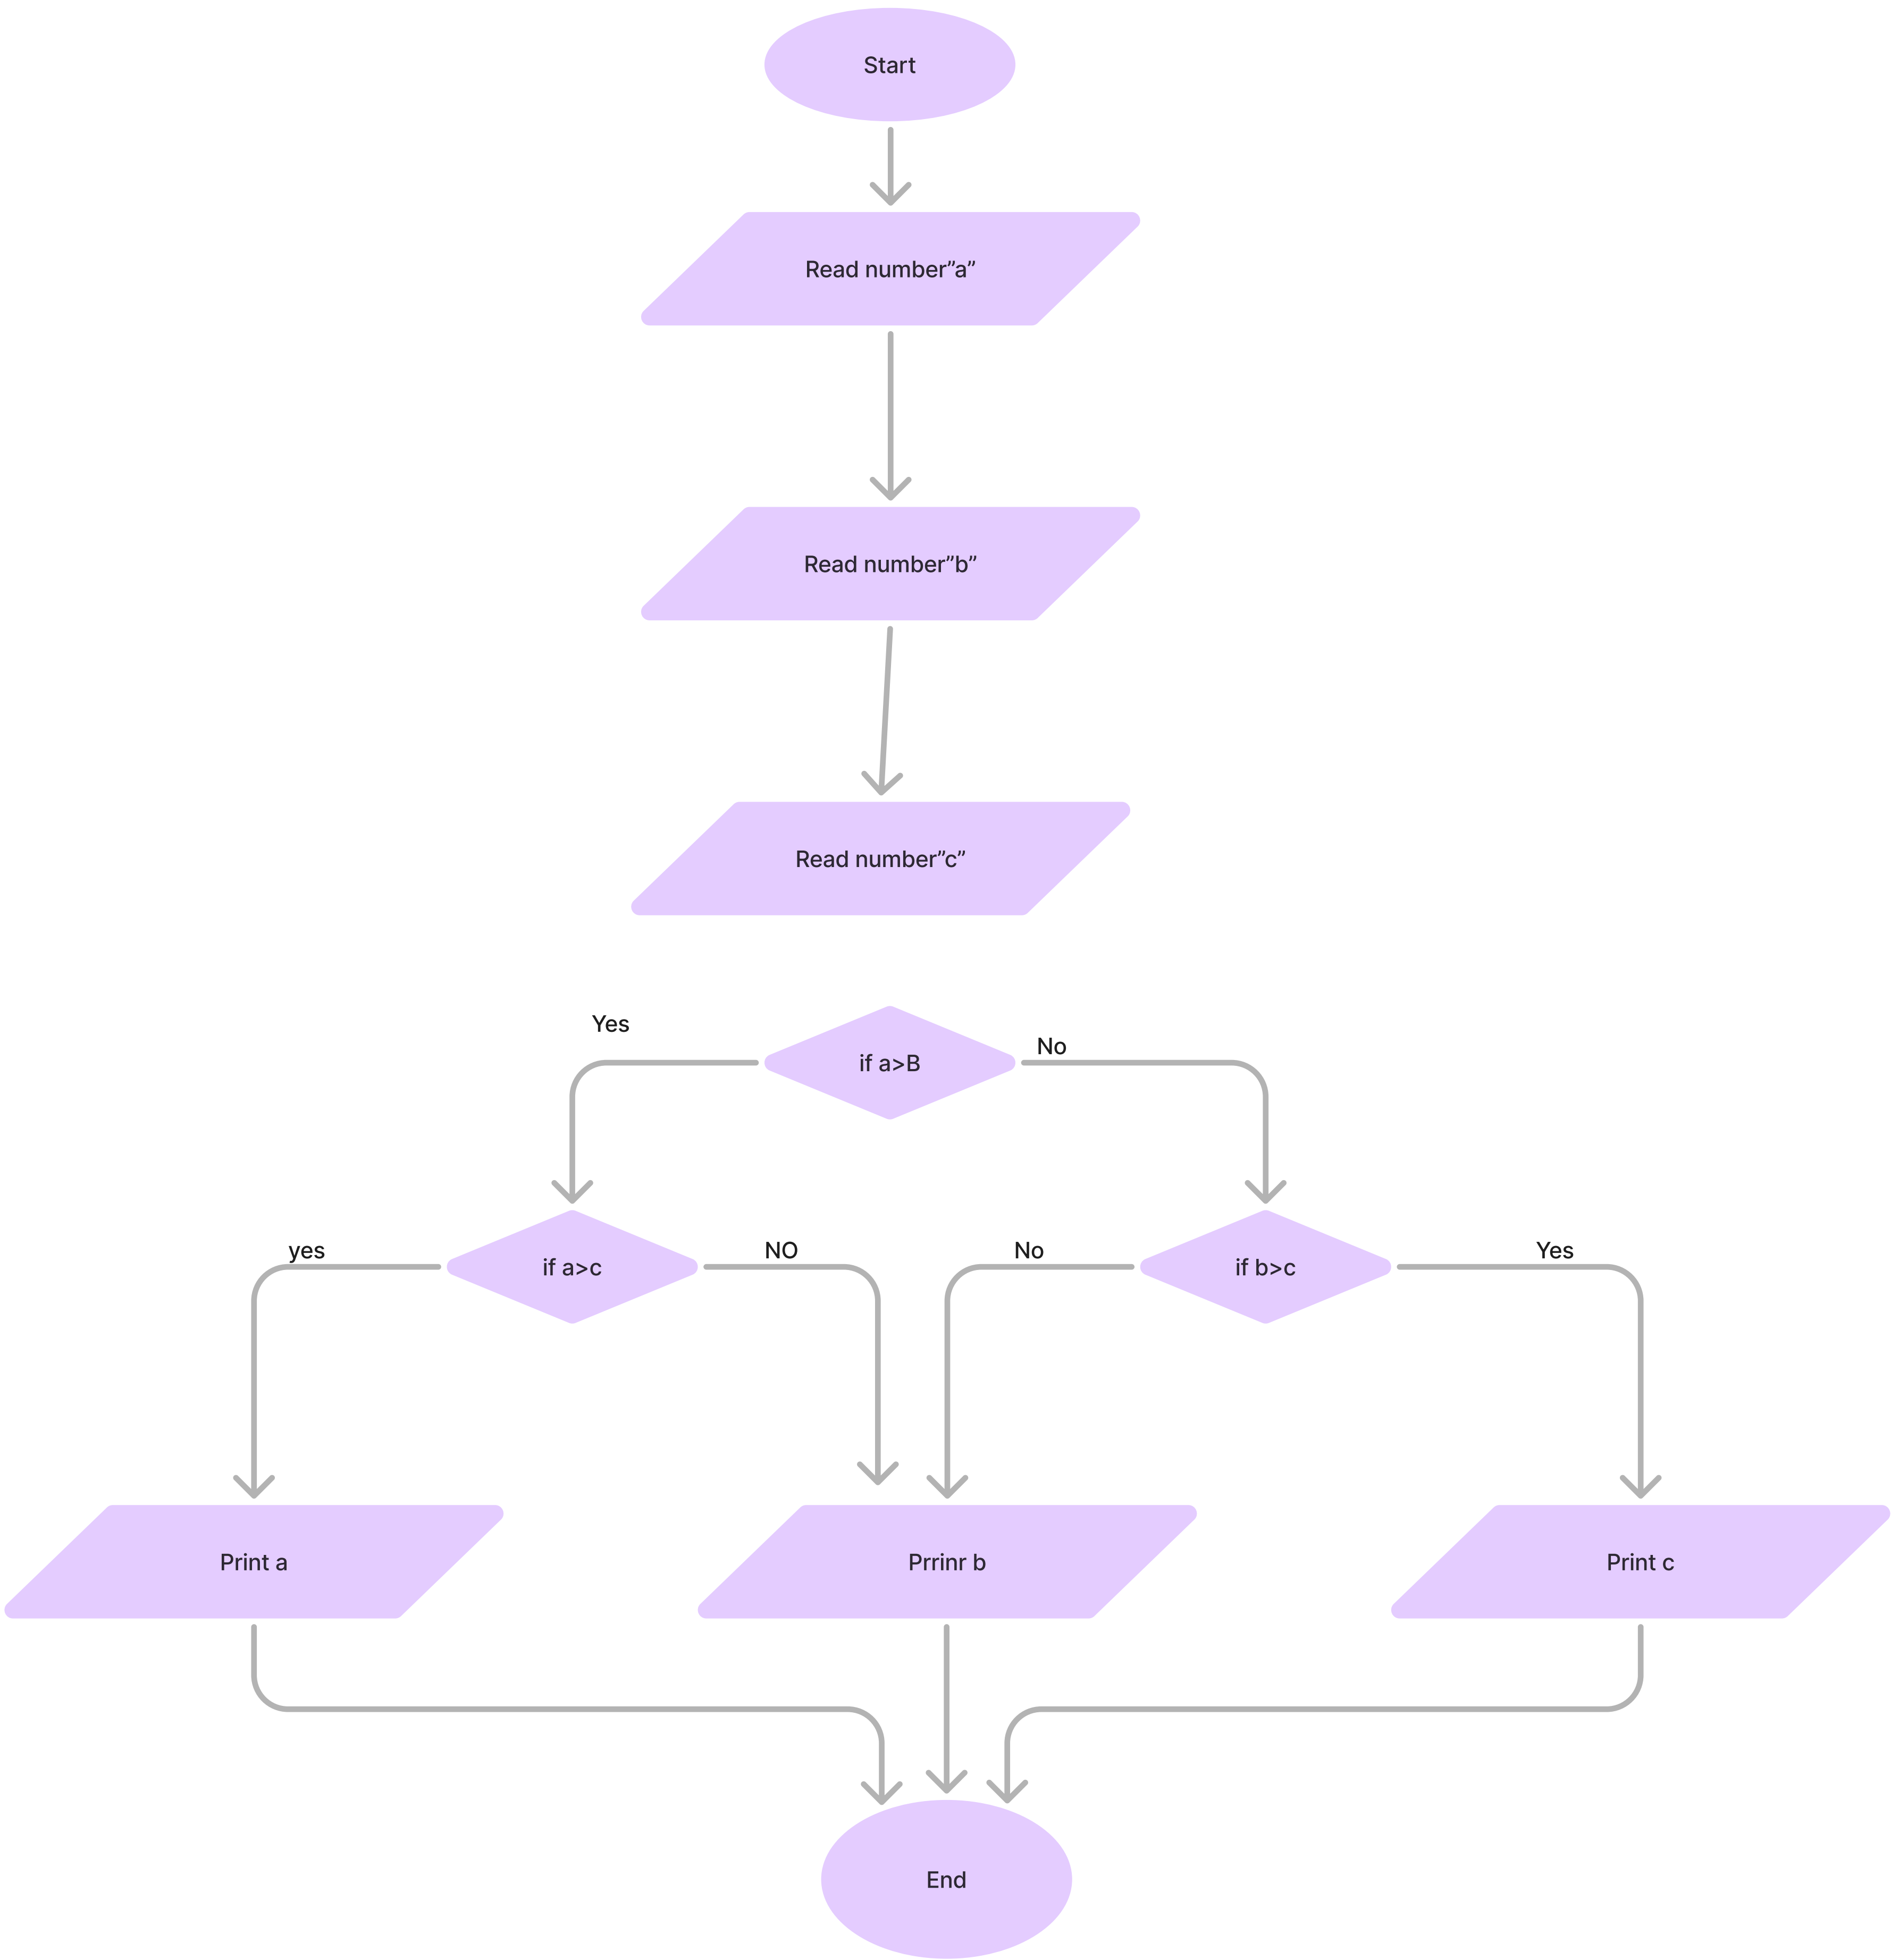 Start
Read number”a”
Read number”b”
Read number”c”
Yes
No
if a>B
yes
NO
No
Yes
if a>c
if b>c
Print a
Prrinr b
Print c
End